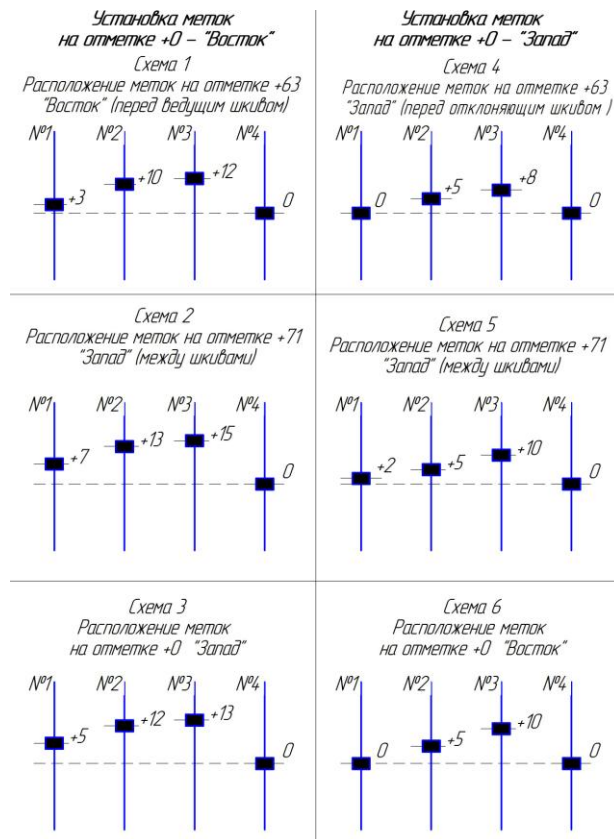 Установка меток
на отметке +0 – "Восток"
Схема 1
Расположение меток на отметке +63
"Восток" (перед ведущим шкивом)
№1 №2 №3 №4
+3 +10 +12 0
Схема 2
Расположение меток на отметке +71
"Запад" (между шкивами)
№1 №2 №3 №4
+7 +13 +15 0
Схема 3
Расположение меток
на отметке +0 "Запад"
№1 №2 №3 №4
+5 +12 +13 0
Установка меток
на отметке +0 – "Запад"
Схема 4
Расположение меток на отметке +63
"Запад" (перед отклоняющим шкивом )
№1 №2 №3 №4
0 +5 +8 0
Схема 5
Расположение меток на отметке +71
"Запад" (между шкивами)
№1 №2 №3 №4
+2 +5 +10 0
Схема 6
Расположение меток
на отметке +0 "Восток"
№1 №2 №3 №4
0 +5 +10 0